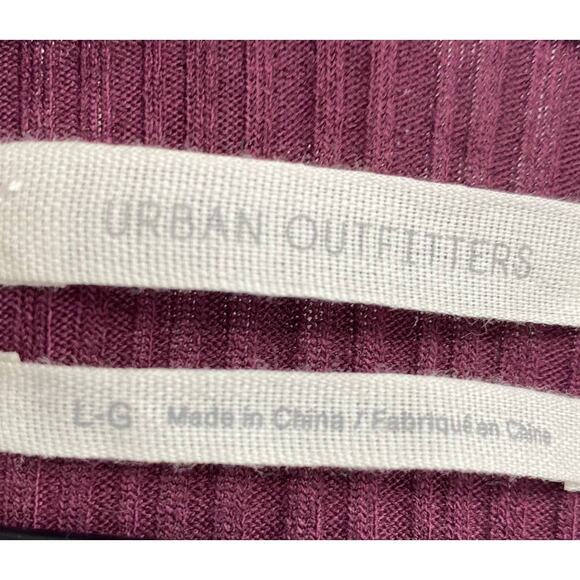 URBAN OUTFITTERS
L-G Made in China / Fabriqué en Chine